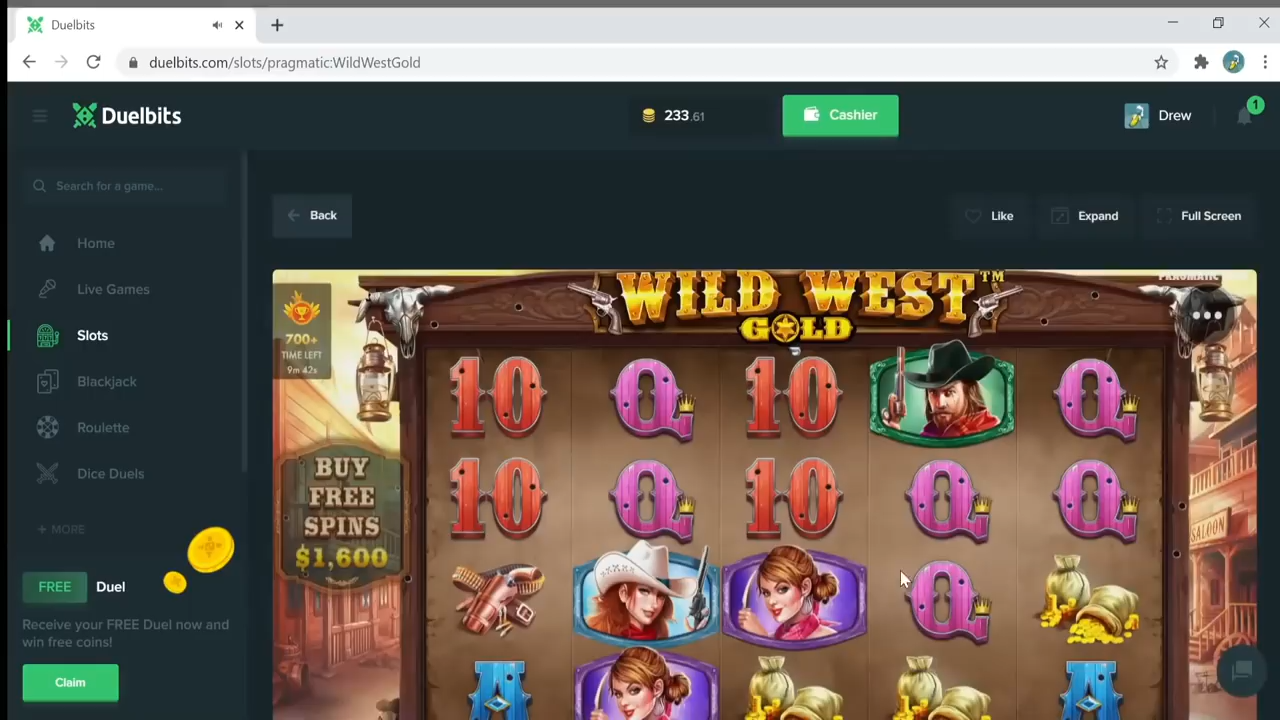 Duelbits
duelbits.com/slots/pragmatic:WildWestGold
Duelbits
233.61
Cashier
Drew
1
Search for a game...
Home
Live Games
Slots
Blackjack
Roulette
Dice Duels
+ MORE
FREE Duel
Receive your FREE Duel now and
win free coins!
Claim
Back
Like
Expand
Full Screen
PRAGMATIC
700+
TIME LEFT
9m 42s
WILD WEST™
GOLD
BUY
FREE
SPINS
$1,600
10 Q 10 Q
10 Q 10 Q Q
Q
A A
SALOON